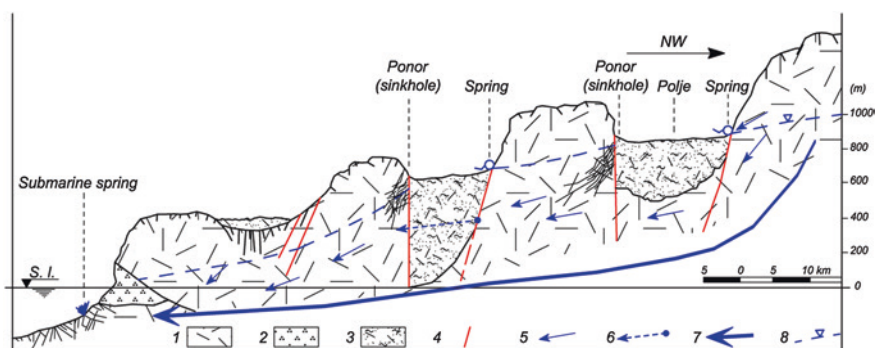 NW
Ponor
(sinkhole)
Spring
Ponor
(sinkhole)
Polje
Spring
(m)
1000
800
600
400
200
0
Submarine spring
S. l.
5 0 5 10 km
1 2 3 4 5 6 7 8